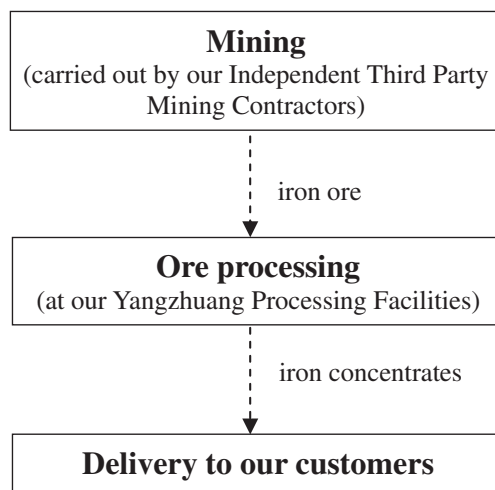 Mining
(carried out by our Independent Third Party
Mining Contractors)
iron ore
Ore processing
(at our Yangzhuang Processing Facilities)
iron concentrates
Delivery to our customers